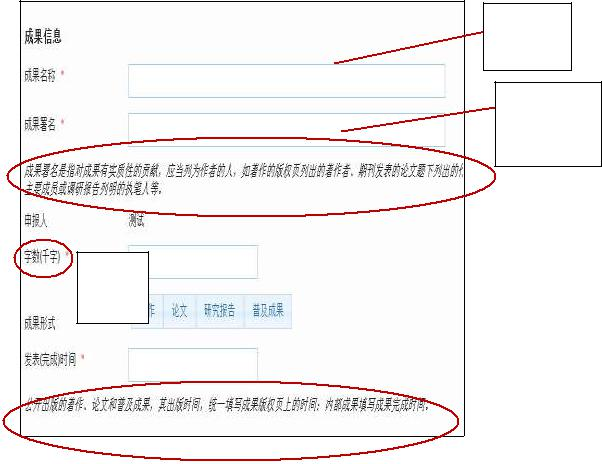 成果信息
成果名称 *
成果署名 *
成果署名是指对成果有实质性的贡献，应当列为作者的人，如著作的版权页列出的著作者、期刊发表的论文题下列出的
主要成员或调研报告列明的执笔人等。
申报人 测试
字数(千字) *
作 论文 研究报告 普及成果
成果形式
发表(完成)时间 *
公开出版的著作、论文和普及成果，其出版时间，统一填写成果版权页上的时间；内部成果填写成果完成时间。